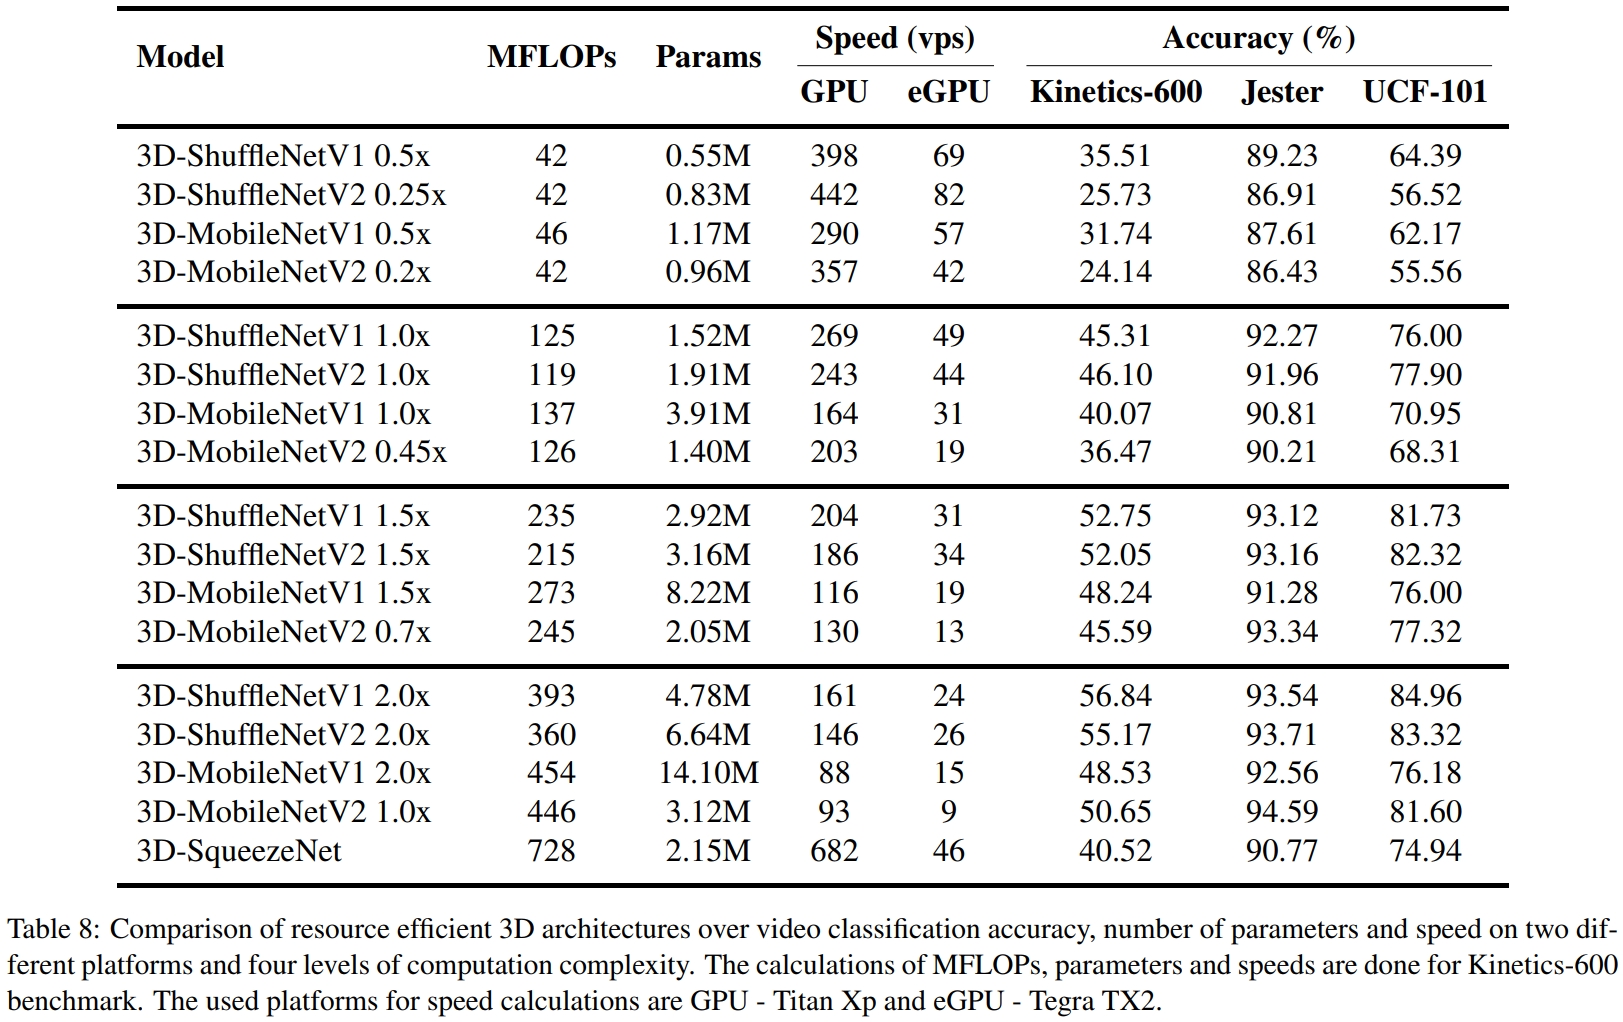 Model MFLOPs Params Speed (vps) Accuracy (%)
GPU eGPU Kinetics-600 Jester UCF-101
3D-ShuffleNetV1 0.5x 42 0.55M 398 69 35.51 89.23 64.39
3D-ShuffleNetV2 0.25x 42 0.83M 442 82 25.73 86.91 56.52
3D-MobileNetV1 0.5x 46 1.17M 290 57 31.74 87.61 62.17
3D-MobileNetV2 0.2x 42 0.96M 357 42 24.14 86.43 55.56
3D-ShuffleNetV1 1.0x 125 1.52M 269 49 45.31 92.27 76.00
3D-ShuffleNetV2 1.0x 119 1.91M 243 44 46.10 91.96 77.90
3D-MobileNetV1 1.0x 137 3.91M 164 31 40.07 90.81 70.95
3D-MobileNetV2 0.45x 126 1.40M 203 19 36.47 90.21 68.31
3D-ShuffleNetV1 1.5x 235 2.92M 204 31 52.75 93.12 81.73
3D-ShuffleNetV2 1.5x 215 3.16M 186 34 52.05 93.16 82.32
3D-MobileNetV1 1.5x 273 8.22M 116 19 48.24 91.28 76.00
3D-MobileNetV2 0.7x 245 2.05M 130 13 45.59 93.34 77.32
3D-ShuffleNetV1 2.0x 393 4.78M 161 24 56.84 93.54 84.96
3D-ShuffleNetV2 2.0x 360 6.64M 146 26 55.17 93.71 83.32
3D-MobileNetV1 2.0x 454 14.10M 88 15 48.53 92.56 76.18
3D-MobileNetV2 1.0x 446 3.12M 93 9 50.65 94.59 81.60
3D-SqueezeNet 728 2.15M 682 46 40.52 90.77 74.94
Table 8: Comparison of resource efficient 3D architectures over video classification accuracy, number of parameters and speed on two dif-
ferent platforms and four levels of computation complexity. The calculations of MFLOPs, parameters and speeds are done for Kinetics-600
benchmark. The used platforms for speed calculations are GPU - Titan Xp and eGPU - Tegra TX2.